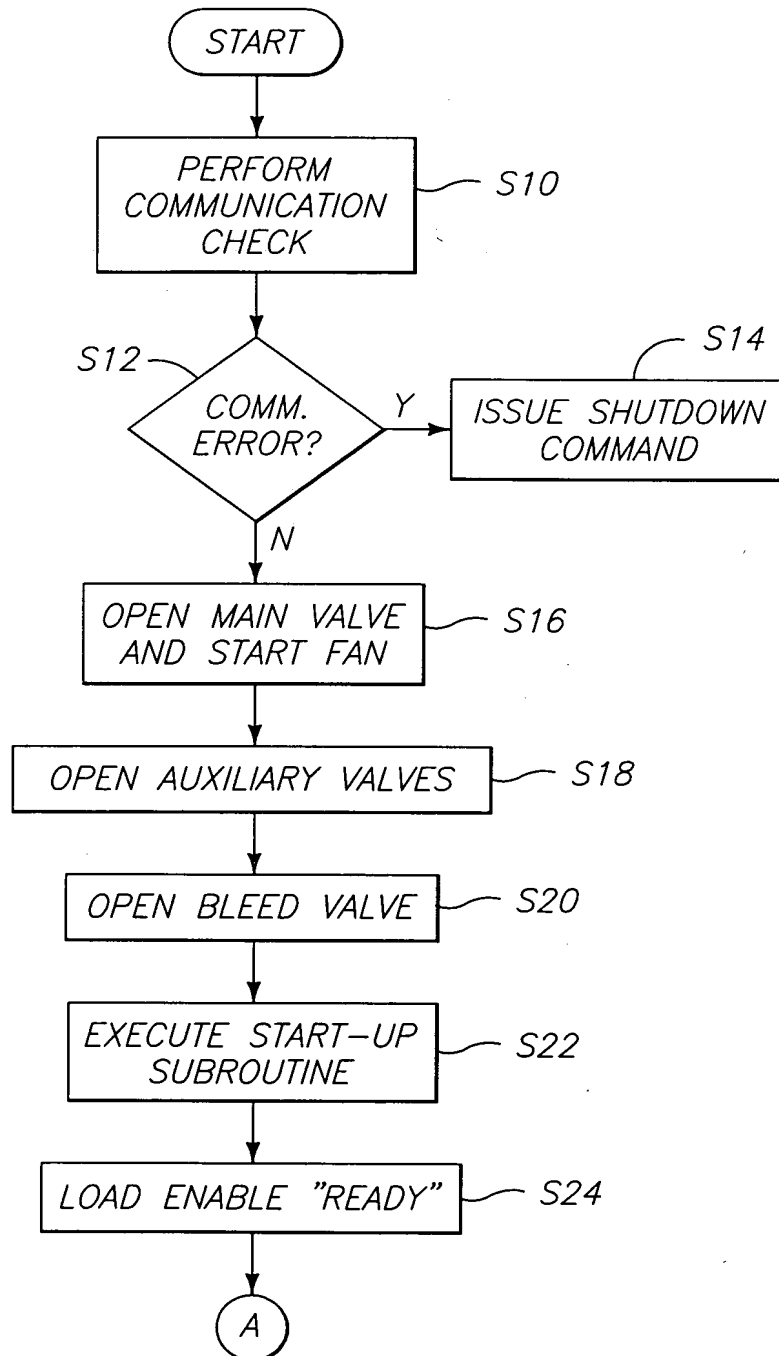 START
PERFORM
COMMUNICATION
CHECK
S10
S12
COMM.
ERROR?
Y
S14
ISSUE SHUTDOWN
COMMAND
N
OPEN MAIN VALVE
AND START FAN
S16
OPEN AUXILIARY VALVES
S18
OPEN BLEED VALVE
S20
EXECUTE START-UP
SUBROUTINE
S22
LOAD ENABLE "READY"
S24
A